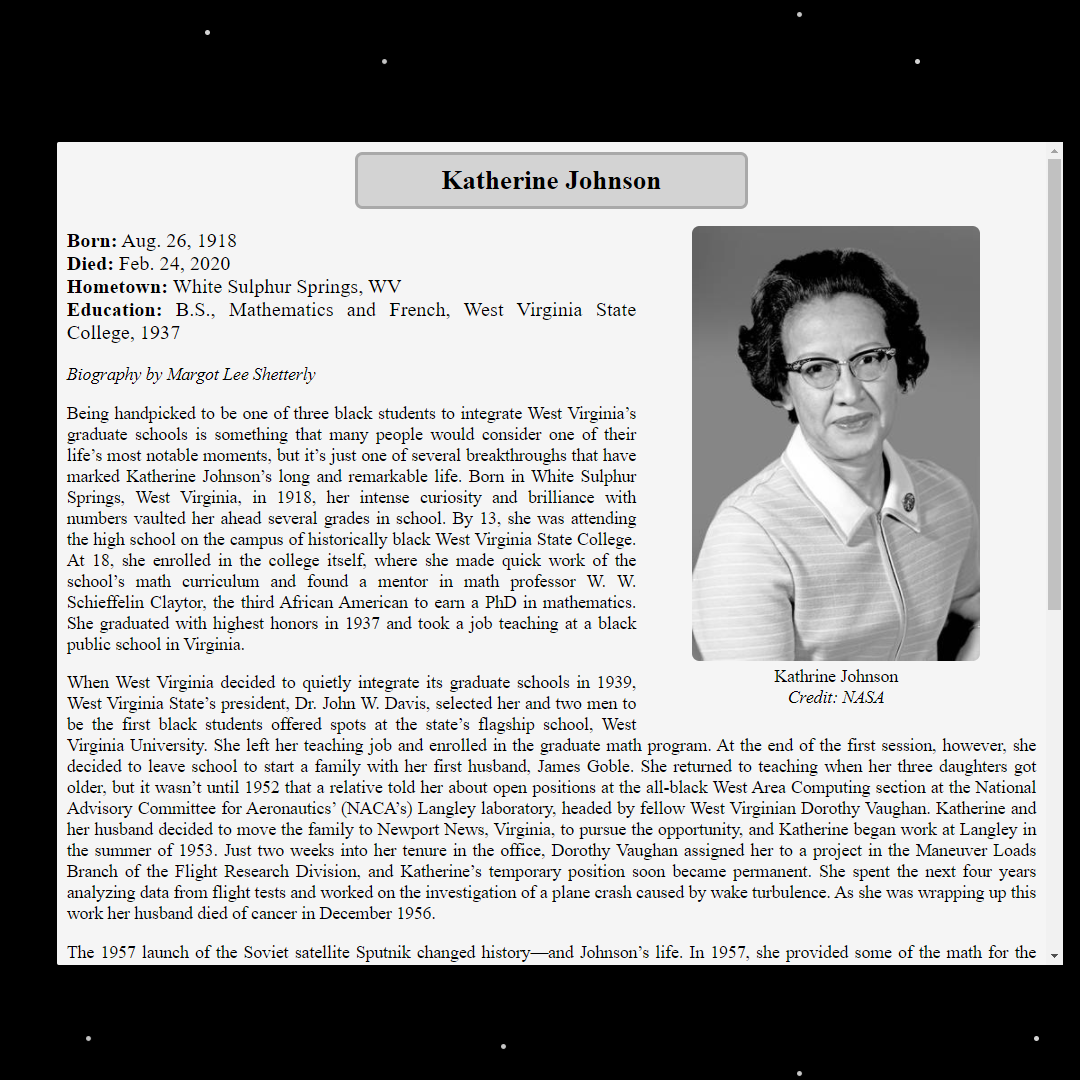 Katherine Johnson
Born: Aug. 26, 1918
Died: Feb. 24, 2020
Hometown: White Sulphur Springs, WV
Education: B.S., Mathematics and French, West Virginia State
College, 1937
Biography by Margot Lee Shetterly
Being handpicked to be one of three black students to integrate West Virginia’s
graduate schools is something that many people would consider one of their
life’s most notable moments, but it’s just one of several breakthroughs that have
marked Katherine Johnson’s long and remarkable life. Born in White Sulphur
Springs, West Virginia, in 1918, her intense curiosity and brilliance with
numbers vaulted her ahead several grades in school. By 13, she was attending
the high school on the campus of historically black West Virginia State College.
At 18, she enrolled in the college itself, where she made quick work of the
school’s math curriculum and found a mentor in math professor W. W.
Schieffelin Claytor, the third African American to earn a PhD in mathematics.
She graduated with highest honors in 1937 and took a job teaching at a black
public school in Virginia.
Kathrine Johnson
Credit: NASA
When West Virginia decided to quietly integrate its graduate schools in 1939,
West Virginia State’s president, Dr. John W. Davis, selected her and two men to
be the first black students offered spots at the state’s flagship school, West
Virginia University. She left her teaching job and enrolled in the graduate math program. At the end of the first session, however, she
decided to leave school to start a family with her first husband, James Goble. She returned to teaching when her three daughters got
older, but it wasn’t until 1952 that a relative told her about open positions at the all-black West Area Computing section at the National
Advisory Committee for Aeronautics’ (NACA’s) Langley laboratory, headed by fellow West Virginian Dorothy Vaughan. Katherine and
her husband decided to move the family to Newport News, Virginia, to pursue the opportunity, and Katherine began work at Langley in
the summer of 1953. Just two weeks into her tenure in the office, Dorothy Vaughan assigned her to a project in the Maneuver Loads
Branch of the Flight Research Division, and Katherine’s temporary position soon became permanent. She spent the next four years
analyzing data from flight tests and worked on the investigation of a plane crash caused by wake turbulence. As she was wrapping up this
work her husband died of cancer in December 1956.
The 1957 launch of the Soviet satellite Sputnik changed history—and Johnson’s life. In 1957, she provided some of the math for the